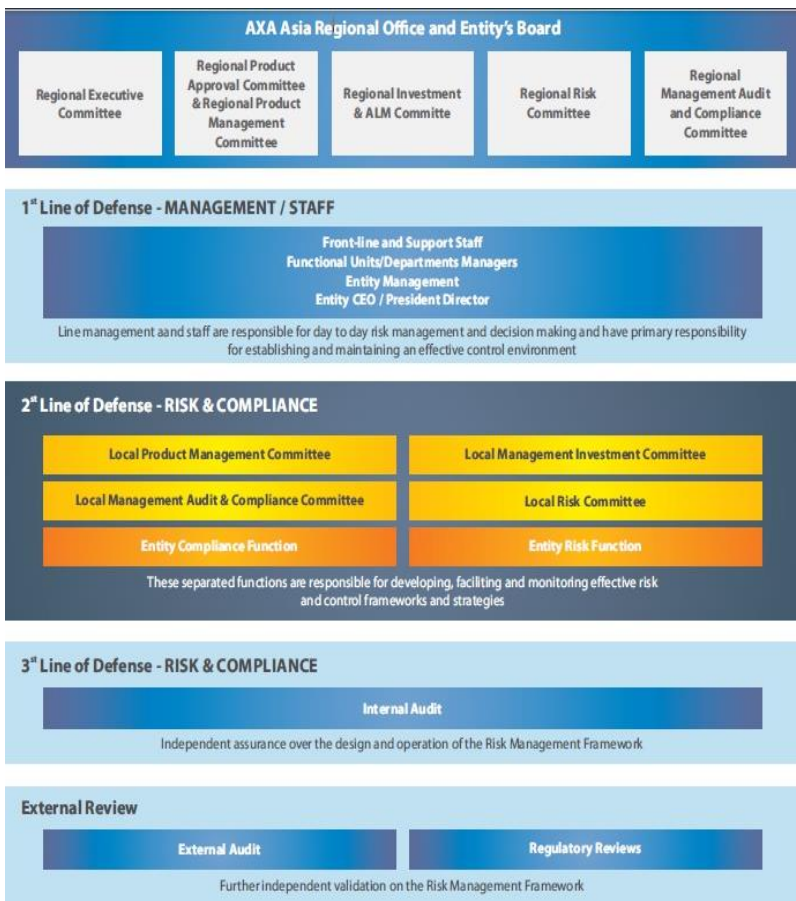 AXA Asia Regional Office and Entity's Board
Regional Executive
Committee
Regional Product
Approval Committee
& Regional Product
Management
Committee
Regional Investment
& ALM Committe
Regional Risk
Committee
Regional
Management Audit
and Compliance
Committee
1st Line of Defense - MANAGEMENT / STAFF
Front-line and Support Staff
Functional Units/Departments Managers
Entity Management
Entity CEO / President Director
Line management aand staff are responsible for day to day risk management and decision making and have primary responsibility
for establishing and maintaining an effective control environment
2st Line of Defense - RISK & COMPLIANCE
Local Product Management Committee
Local Management Investment Committee
Local Management Audit & Compliance Committee
Local Risk Committee
Entity Compliance Function
Entity Risk Function
These separated functions are responsible for developing, faciliting and monitoring effective risk
and control frameworks and strategies
3st Line of Defense - RISK & COMPLIANCE
Internal Audit
Independent assurance over the design and operation of the Risk Management Framework
External Review
External Audit
Regulatory Reviews
Further independent validation on the Risk Management Framework